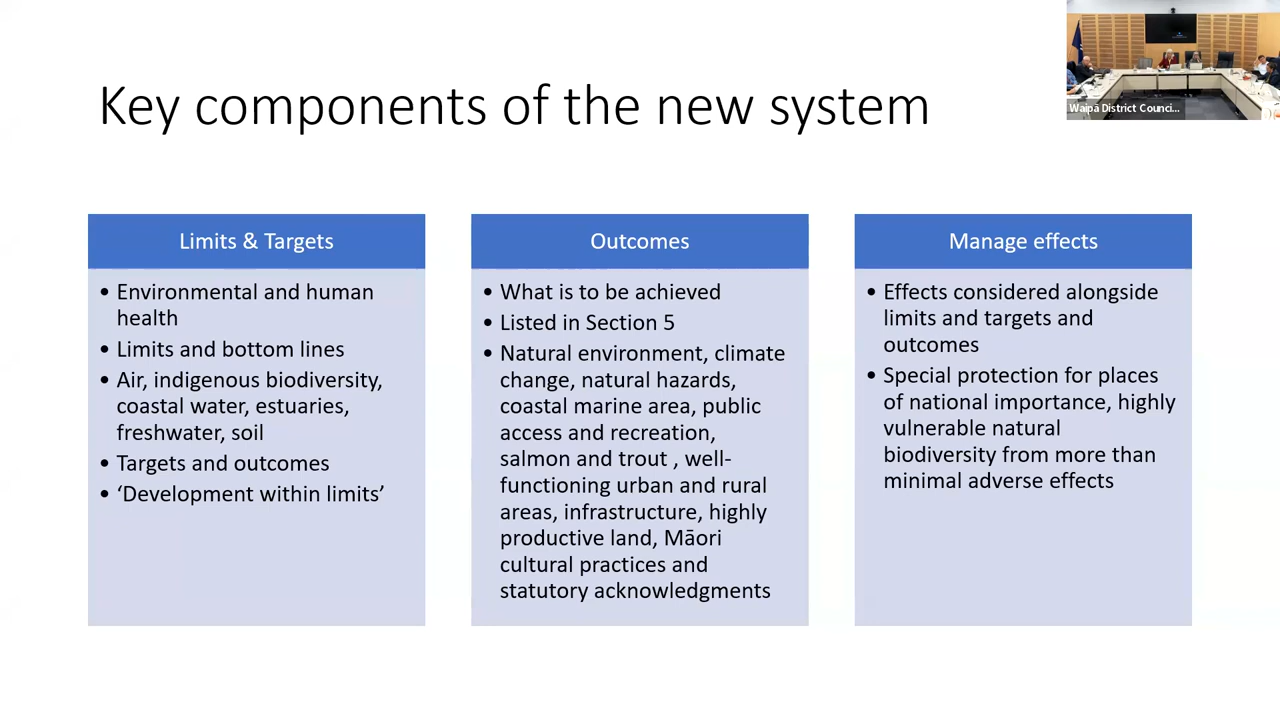 Key components of the new system
Waipā District Counci...
Limits & Targets
• Environmental and human
health
• Limits and bottom lines
• Air, indigenous biodiversity,
coastal water, estuaries,
freshwater, soil
• Targets and outcomes
• ‘Development within limits’
Outcomes
• What is to be achieved
• Listed in Section 5
• Natural environment, climate
change, natural hazards,
coastal marine area, public
access and recreation,
salmon and trout , well-
functioning urban and rural
areas, infrastructure, highly
productive land, Māori
cultural practices and
statutory acknowledgments
Manage effects
• Effects considered alongside
limits and targets and
outcomes
• Special protection for places
of national importance, highly
vulnerable natural
biodiversity from more than
minimal adverse effects